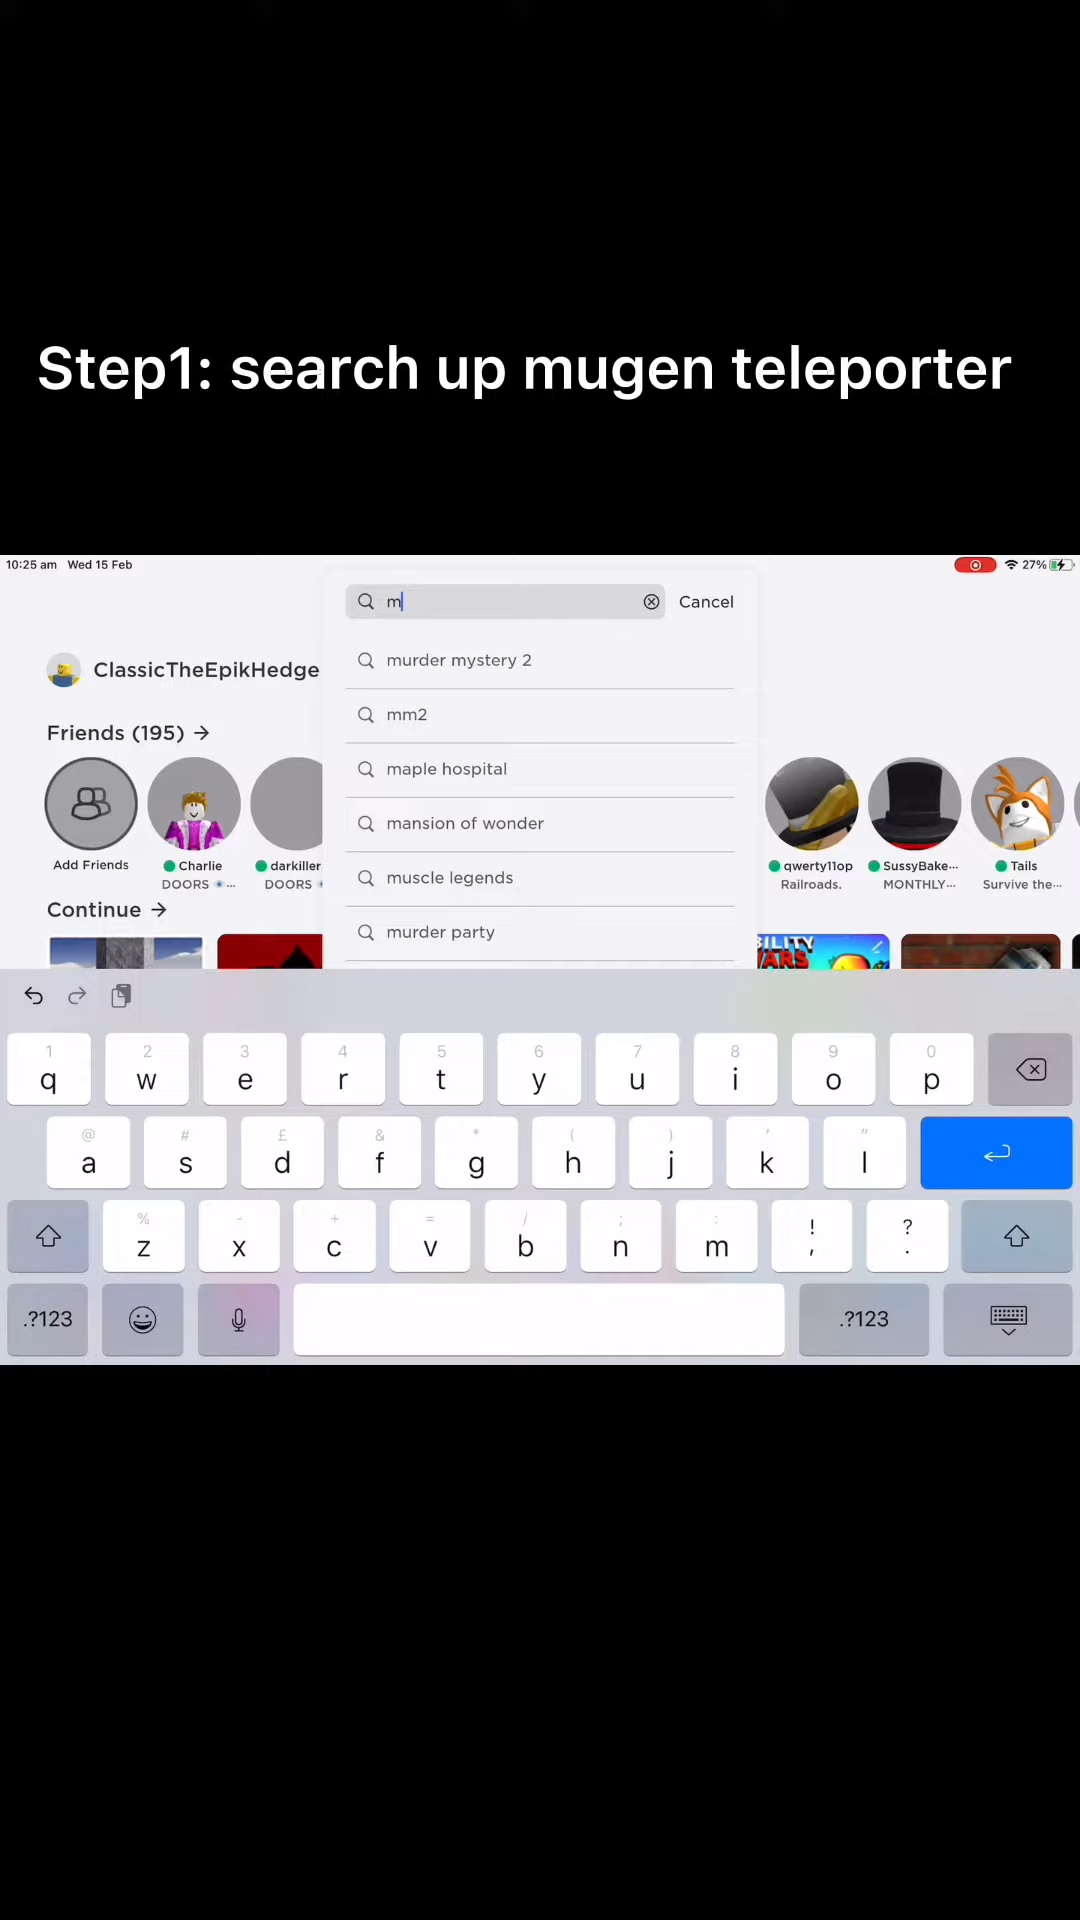 Step1: search up mugen teleporter
10:25 am Wed 15 Feb
27%
m
Cancel
murder mystery 2
ClassicTheEpikHedge
mm2
Friends (195) →
maple hospital
mansion of wonder
muscle legends
murder party
Add Friends
Charlie
DOORS
darkiller
DOORS
qwerty11op
Railroads.
SussyBake...
MONTHLY...
Tails
Survive the...
Continue →
BILITY
ARS
1 2 3 4 5 6 7 8 9 0
q w e r t y u i o p
@ # £ & * ( ) ' "
a s d f g h j k l
% - + = / ; : ! ?
z x c v b n m , .
.?123 .?123